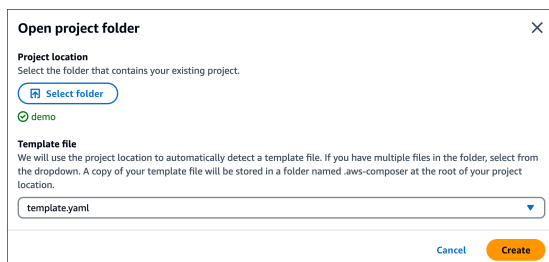 Open project folder
Project location
Select the folder that contains your existing project.
Select folder
demo
Template file
We will use the project location to automatically detect a template file. If you have multiple files in the folder, select from
the dropdown. A copy of your template file will be stored in a folder named .aws-composer at the root of your project
location.
template.yaml
Cancel
Create